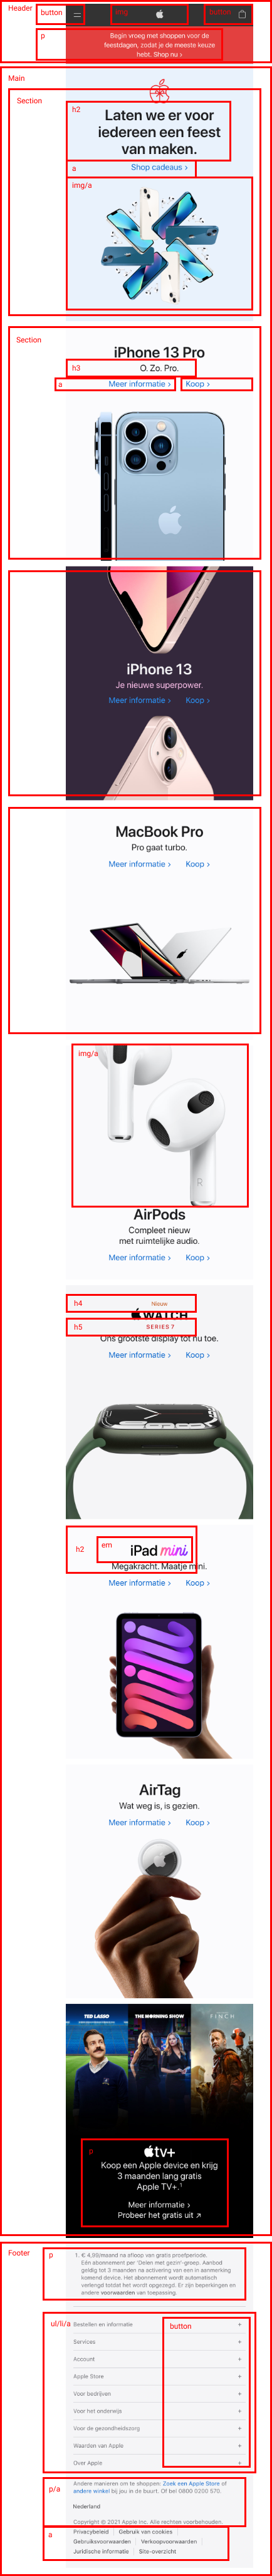 Header
button
img
button
p
Begin vroeg met shoppen voor de
feestdagen, zodat je de meeste keuze
hebt. Shop nu >
Main
Section
h2
Laten we er voor
iedereen een feest
van maken.
a
Shop cadeaus >
img/a
Section
iPhone 13 Pro
h3
O. Zo. Pro.
a
Meer informatie > Koop >
iPhone 13
Je nieuwe superpower.
Meer informatie > Koop >
MacBook Pro
Pro gaat turbo.
Meer informatie > Koop >
img/a
R
AirPods
Compleet nieuw
met ruimtelijke audio.
Meer informatie > Koop >
h4
Nieuw
WATCH
h5
SERIES 7
Ons grootste display tot nu toe.
Meer informatie > Koop >
h2
em
iPad mini
Megakracht. Maatje mini.
Meer informatie > Koop >
AirTag
Wat weg is, is gezien.
Meer informatie > Koop >
TED LASSO
THE MORNING SHOW
FINCH
p
tv+
Koop een Apple device en krijg
3 maanden lang gratis
Apple TV+.¹
Meer informatie >
Probeer het gratis uit ↗
Footer
p
1. € 4,99/maand na afloop van gratis proefperiode.
Eén abonnement per 'Delen met gezin'-groep. Aanbod
geldig tot 3 maanden na activering van een in aanmerking
komend device. Het abonnement wordt automatisch
verlengd totdat het wordt opgezegd. Er zijn beperkingen en
andere voorwaarden van toepassing.
ul/li/a
button
Bestellen en informatie +
Services +
Account +
Apple Store +
Voor bedrijven +
Voor het onderwijs +
Voor de gezondheidszorg +
Waarden van Apple +
Over Apple +
p/a
Andere manieren om te shoppen: Zoek een Apple Store of
andere winkel bij jou in de buurt. Of bel 0800 0200 570.
Nederland
Copyright © 2021 Apple Inc. Alle rechten voorbehouden.
a
Privacybeleid | Gebruik van cookies |
Gebruiksvoorwaarden | Verkoopvoorwaarden |
Juridische informatie | Site-overzicht